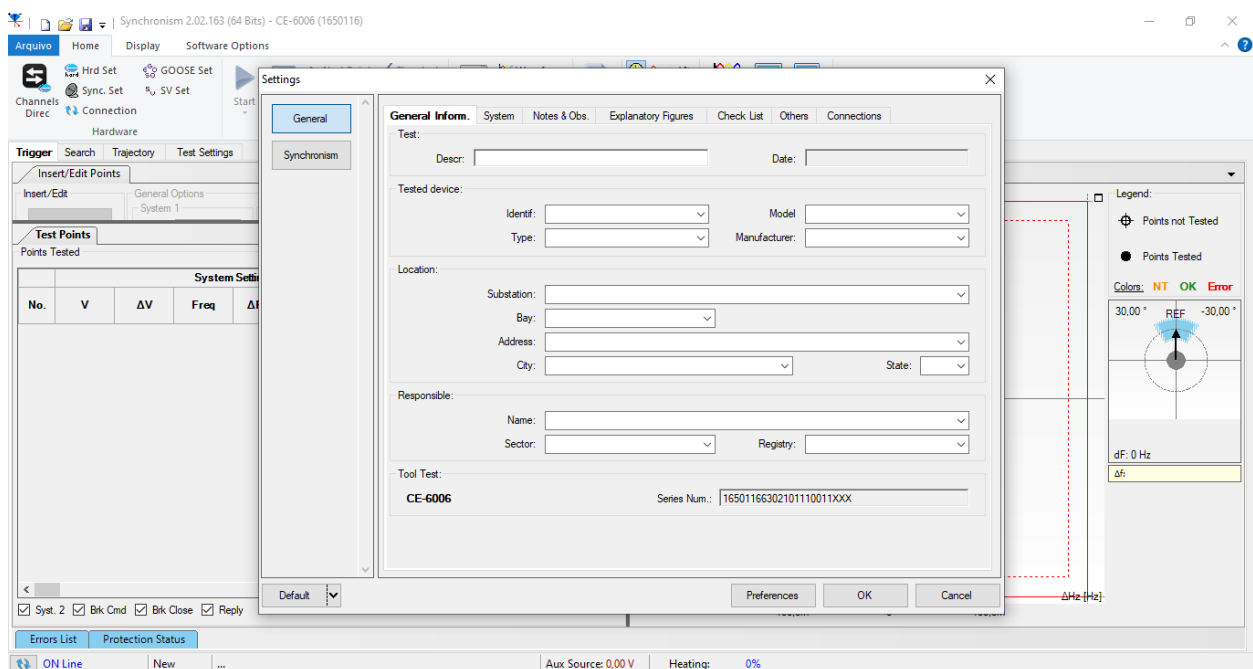 Synchronism 2.02.163 (64 Bits) - CE-6006 (1650116)
Arquivo Home Display Software Options
Channels Direc
Hrd Set
Sync. Set
Connection
GOOSE Set
SV Set
Hardware
Start
Trigger Search Trajectory Test Settings
Insert/Edit Points
Insert/Edit
General Options
System 1
Test Points
Points Tested
System
No. V ΔV Freq
Settings
General
Synchronism
General Inform. System Notes & Obs. Explanatory Figures Check List Others Connections
Test:
Descr: Date:
Tested device:
Identif: Model
Type: Manufacturer:
Location:
Substation:
Bay:
Address:
City: State:
Responsible:
Name:
Sector: Registry:
Tool Test:
CE-6006 Series Num.: 16501166302101110011XXX
Default Preferences OK Cancel
Legend:
Points not Tested
Points Tested
Colors: NT OK Error
30,00 ° REF -30,00 °
dF: 0 Hz
Δf:
ΔHz [Hz]
Syst. 2 Brk Cmd Brk Close Reply
Errors List Protection Status
ON Line New ... Aux Source: 0,00 V Heating: 0%